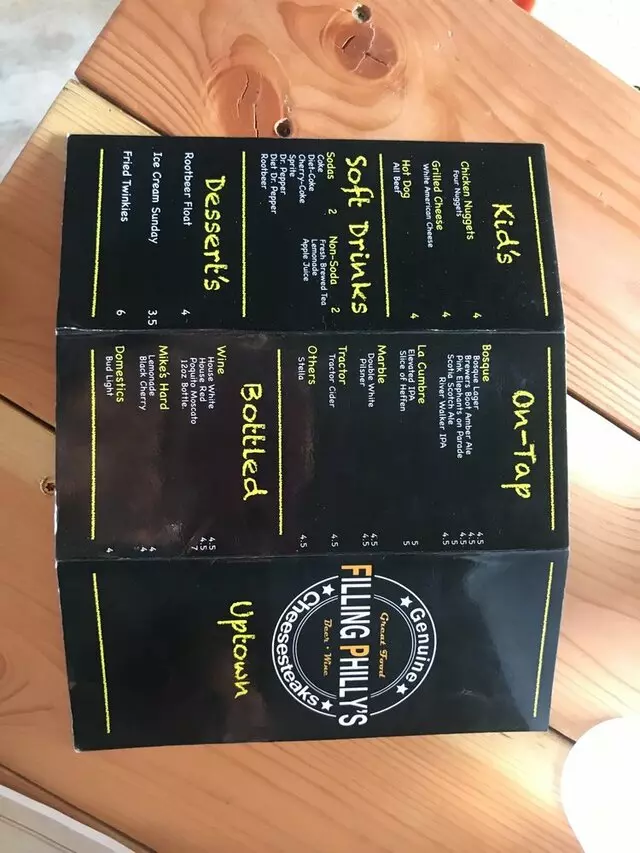 Kid's
Chicken Nuggets 4
Four Nuggets
Grilled Cheese 4
White American Cheese
Hot Dog 4
All Beef
Soft Drinks
Sodas 2
Coke
Diet-Coke
Cherry-Coke
Sprite
Dr. Pepper
Diet Dr. Pepper
Rootbeer
Non Soda 2
Fresh Brewed Tea
Lemonade
Apple Juice
Dessert's
Rootbeer Float 4
Ice Cream Sunday 3.5
Fried Twinkies 6
On-Tap
Bosque
Bosque Lager 4.5
Brewers Boot Amber Ale 4.5
Pink Elephants on Parade 4.5
Scotia Scotch Ale 5
River Walker IPA 4.5
La Cumbre
Elevated IPA 5
Slice of Heffen 5
Marble
Double White 4.5
Pilsner 4.5
Tractor
Tractor Cider 4.5
Others
Stella 4.5
Bottled
Wine
House White 4.5
House Red 4.5
Poquito Moscato 7
12oz Bottle
Mike's Hard
Lemonade 4
Black Cherry 4
Domestics
Bud Light 4
Genuine
Great Food
FILLING PHILLY'S
Beer • Wine
Cheesesteaks
Uptown